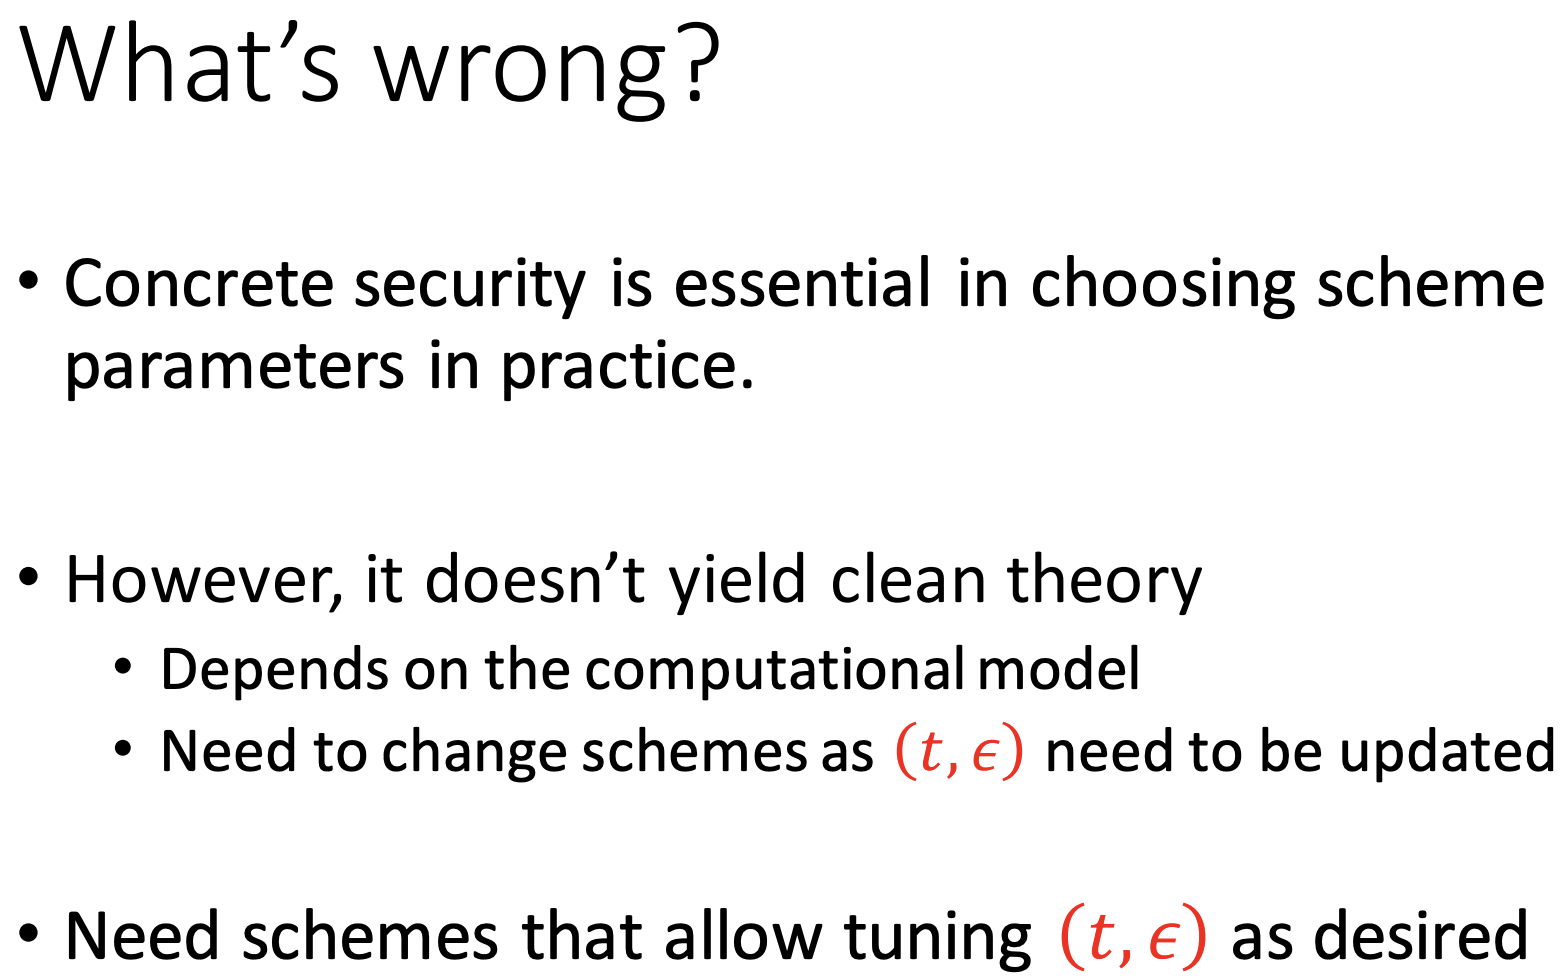 What’s wrong?
• Concrete security is essential in choosing scheme
parameters in practice.
• However, it doesn’t yield clean theory
• Depends on the computational model
• Need to change schemes as (t, ϵ) need to be updated
• Need schemes that allow tuning (t, ϵ) as desired